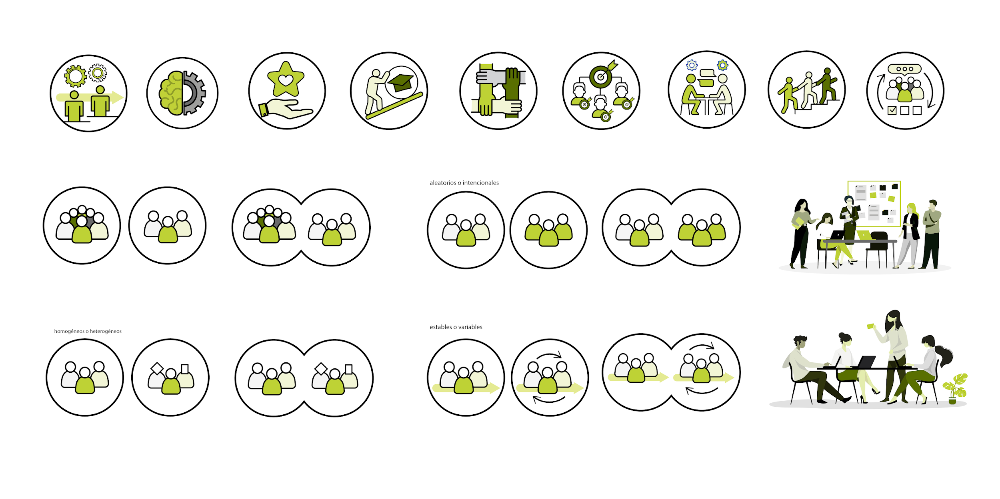 aleatorios o intencionales
homogéneos o heterogéneos
estables o variables